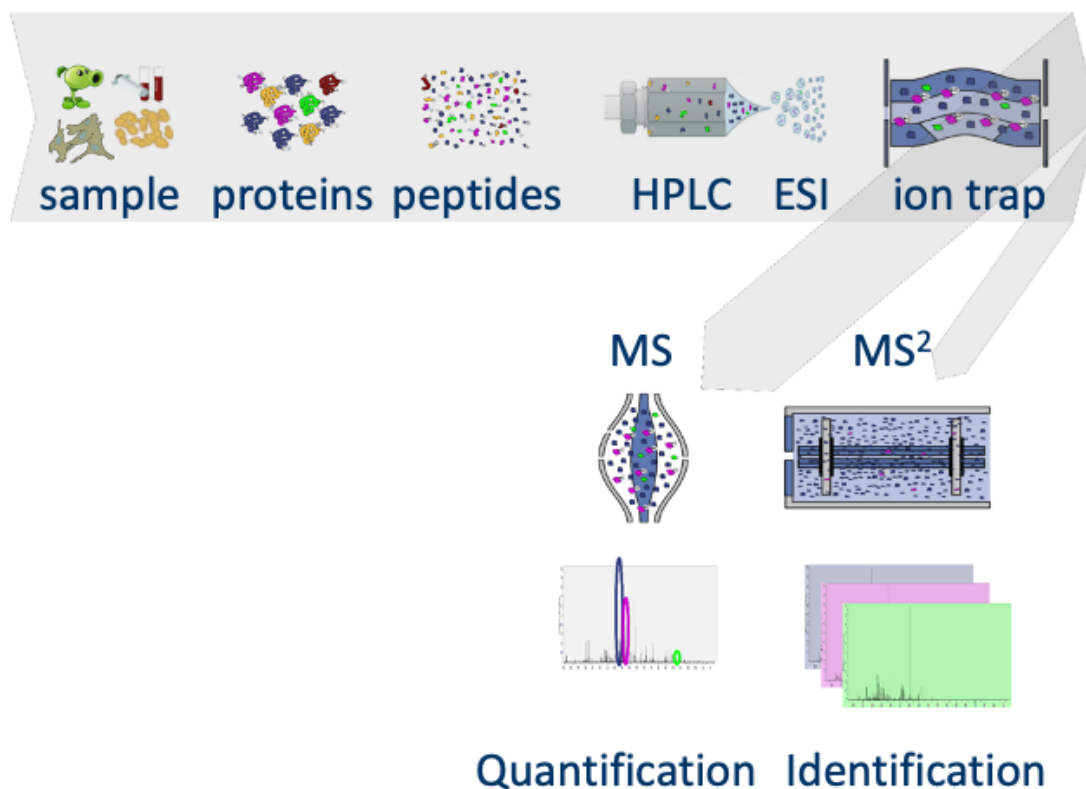 sample proteins peptides HPLC ESI ion trap
MS MS²
Quantification Identification